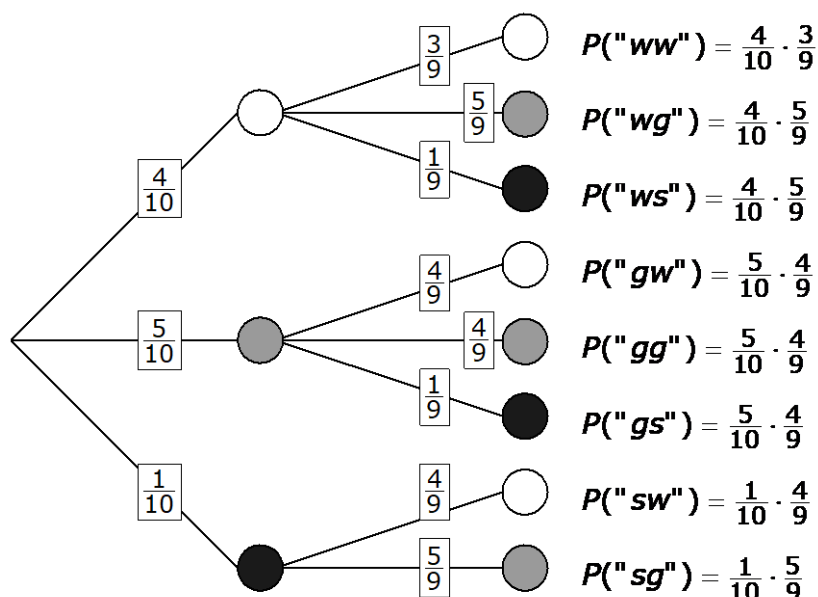 3/9
P("ww") = 4/10 · 3/9
5/9
P("wg") = 4/10 · 5/9
1/9
P("ws") = 4/10 · 5/9
4/10
4/9
P("gw") = 5/10 · 4/9
5/10
4/9
P("gg") = 5/10 · 4/9
1/9
P("gs") = 5/10 · 4/9
1/10
4/9
P("sw") = 1/10 · 4/9
5/9
P("sg") = 1/10 · 5/9